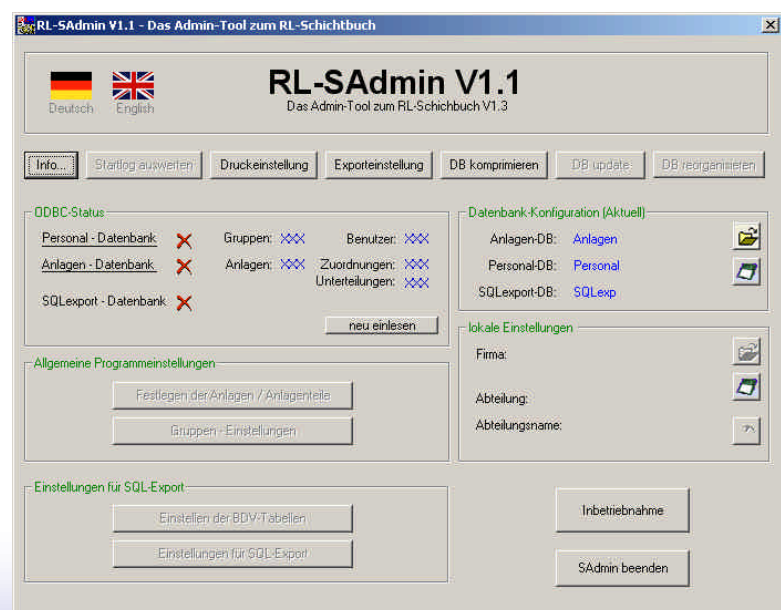 RL-SAdmin V1.1 - Das Admin-Tool zum RL-Schichtbuch
RL-SAdmin V1.1
Das Admin-Tool zum RL-Schichbuch V1.3
Deutsch English
Info... Startlog auswerten Druckeinstellung Exporteinstellung DB komprimieren DB update DB reorganisieren
ODBC-Status
Personal - Datenbank Gruppen: XXX Benutzer: XXX
Anlagen - Datenbank Anlagen: XXX Zuordnungen: XXX
Unterteilungen: XXX
SQLexport - Datenbank
neu einlesen
Datenbank-Konfiguration (Aktuell)
Anlagen-DB: Anlagen
Personal-DB: Personal
SQLexport-DB: SQLexp
lokale Einstellungen
Firma:
Abteilung:
Abteilungsname:
Allgemeine Programmeinstellungen
Festlegen der Anlagen / Anlagenteile
Gruppen - Einstellungen
Einstellungen für SQL-Export
Einstellen der BDV-Tabellen
Einstellungen für SQL-Export
Inbetriebnahme
SAdmin beenden